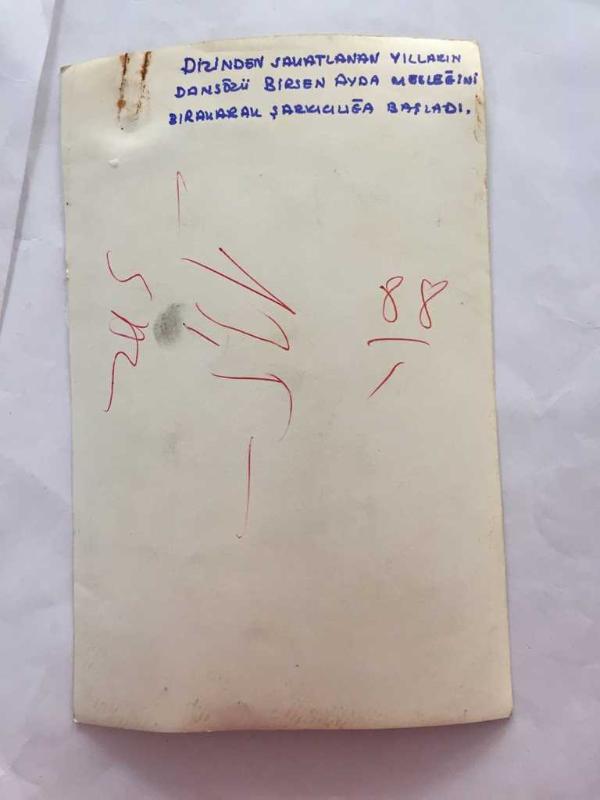 DİZİNDEN SAKATLANAN YILLARIN
DANSÖZÜ BİRSEN AYDA MESLEĞİNİ
BIRAKARAK ŞARKICILIĞA BAŞLADI.
88